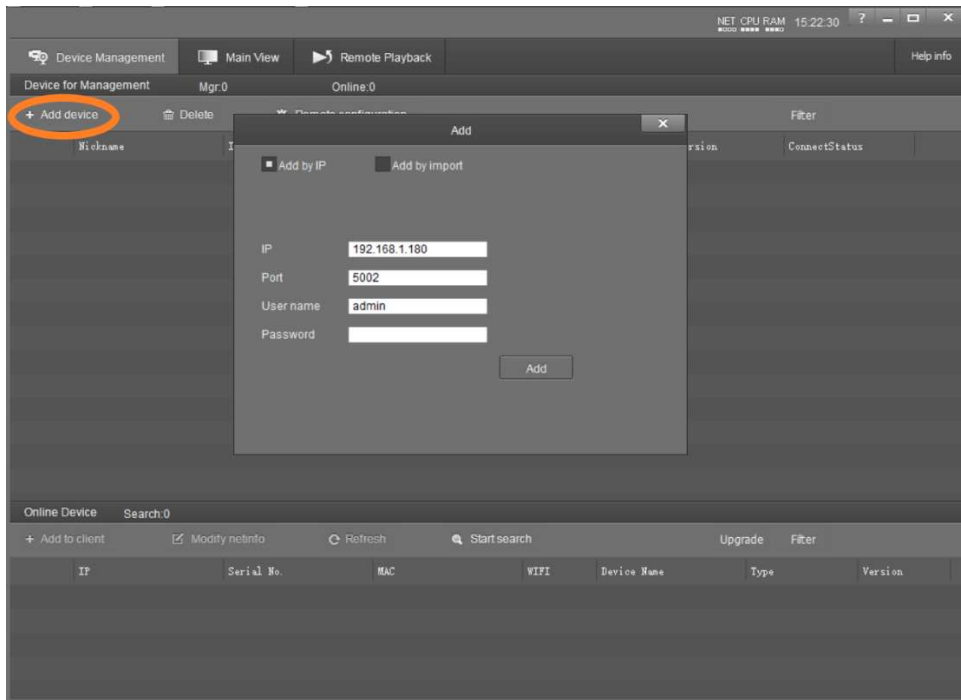 NET CPU RAM 15:22:30 ?
Device Management Main View Remote Playback Help info
Device for Management Mgr:0 Online:0
+ Add device Delete Remote configuration Filter
Nickname ConnectStatus
Add
Add by IP Add by import
IP 192.168.1.180
Port 5002
User name admin
Password
Add
Online Device Search:0
+ Add to client Modify netinfo Refresh Start search Upgrade Filter
IP Serial No. MAC WIFI Device Name Type Version